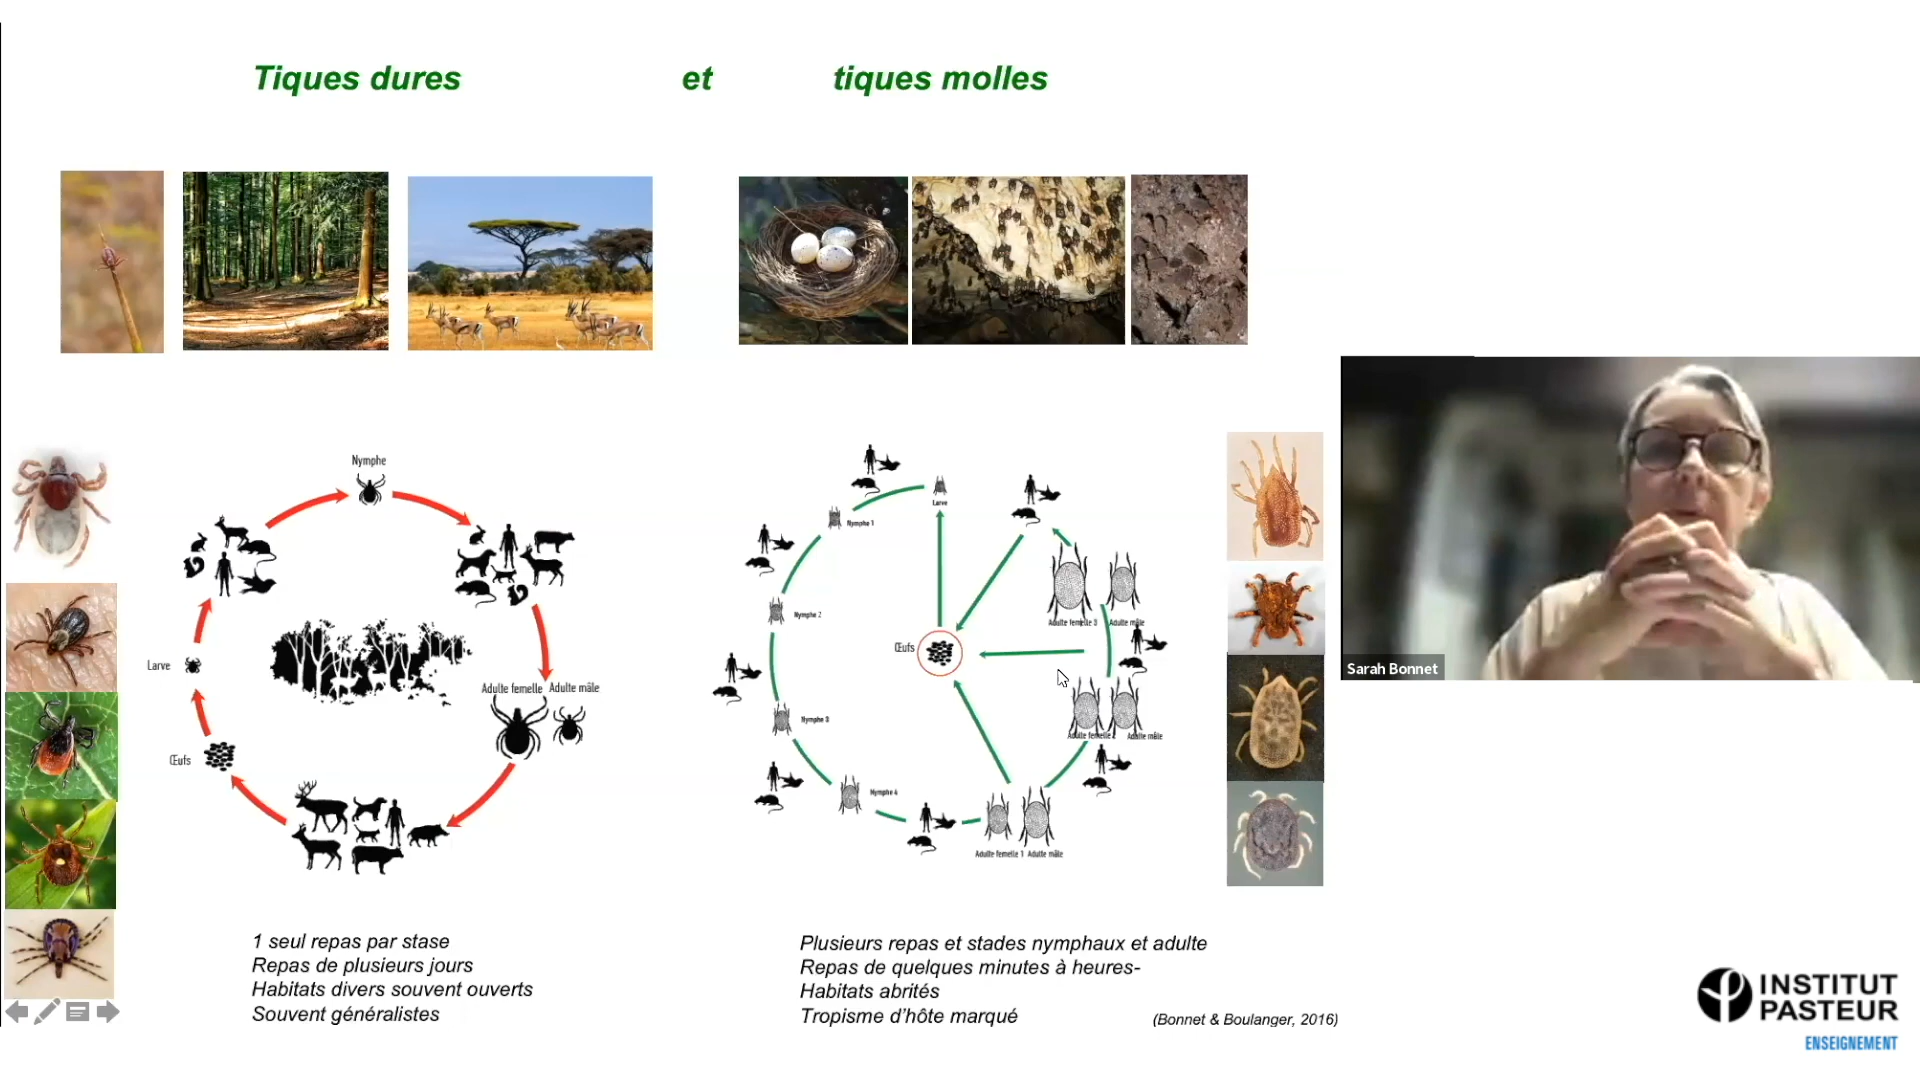 Tiques dures et tiques molles
Nymphe
Larve
Œufs
Adulte femelle Adulte mâle
Larve
Nymphe 1
Nymphe 2
Nymphe 3
Nymphe 4
Œufs
Adulte femelle 3 Adulte mâle
Adulte femelle 2 Adulte mâle
Adulte femelle 1 Adulte mâle
1 seul repas par stase
Repas de plusieurs jours
Habitats divers souvent ouverts
Souvent généralistes
Plusieurs repas et stades nymphaux et adulte
Repas de quelques minutes à heures-
Habitats abrités
Tropisme d'hôte marqué
(Bonnet & Boulanger, 2016)
Sarah Bonnet
INSTITUT
PASTEUR
ENSEIGNEMENT